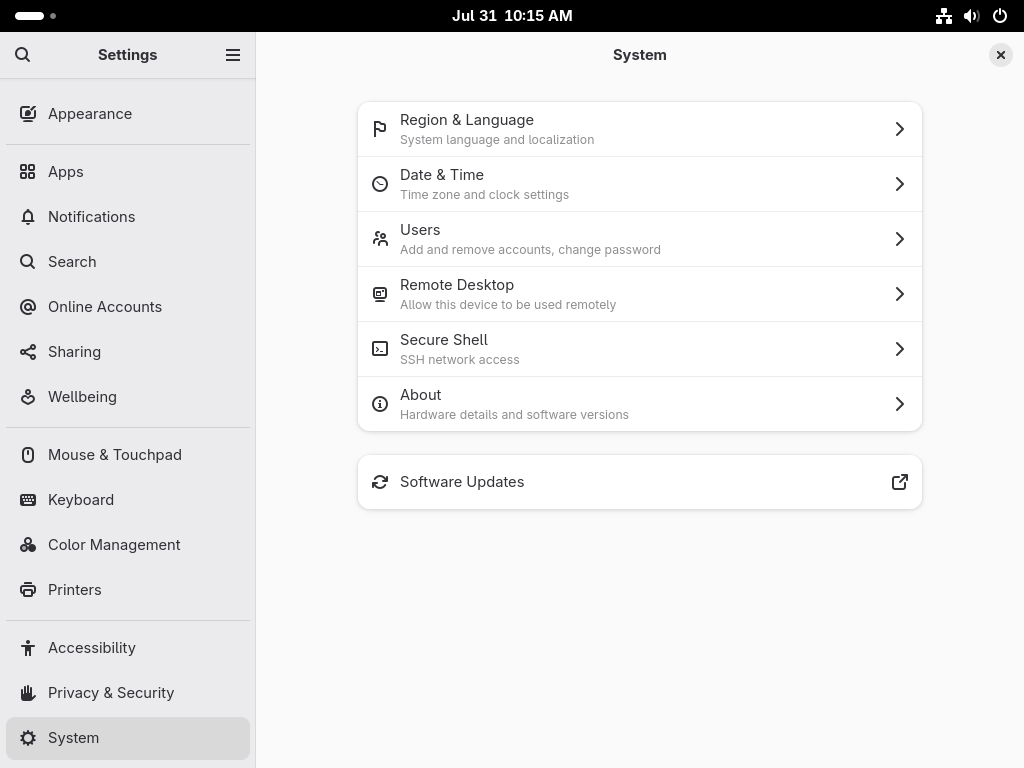 Jul 31 10:15 AM
Settings
System
Appearance
Apps
Notifications
Search
Online Accounts
Sharing
Wellbeing
Mouse & Touchpad
Keyboard
Color Management
Printers
Accessibility
Privacy & Security
System
Region & Language
System language and localization
Date & Time
Time zone and clock settings
Users
Add and remove accounts, change password
Remote Desktop
Allow this device to be used remotely
Secure Shell
SSH network access
About
Hardware details and software versions
Software Updates